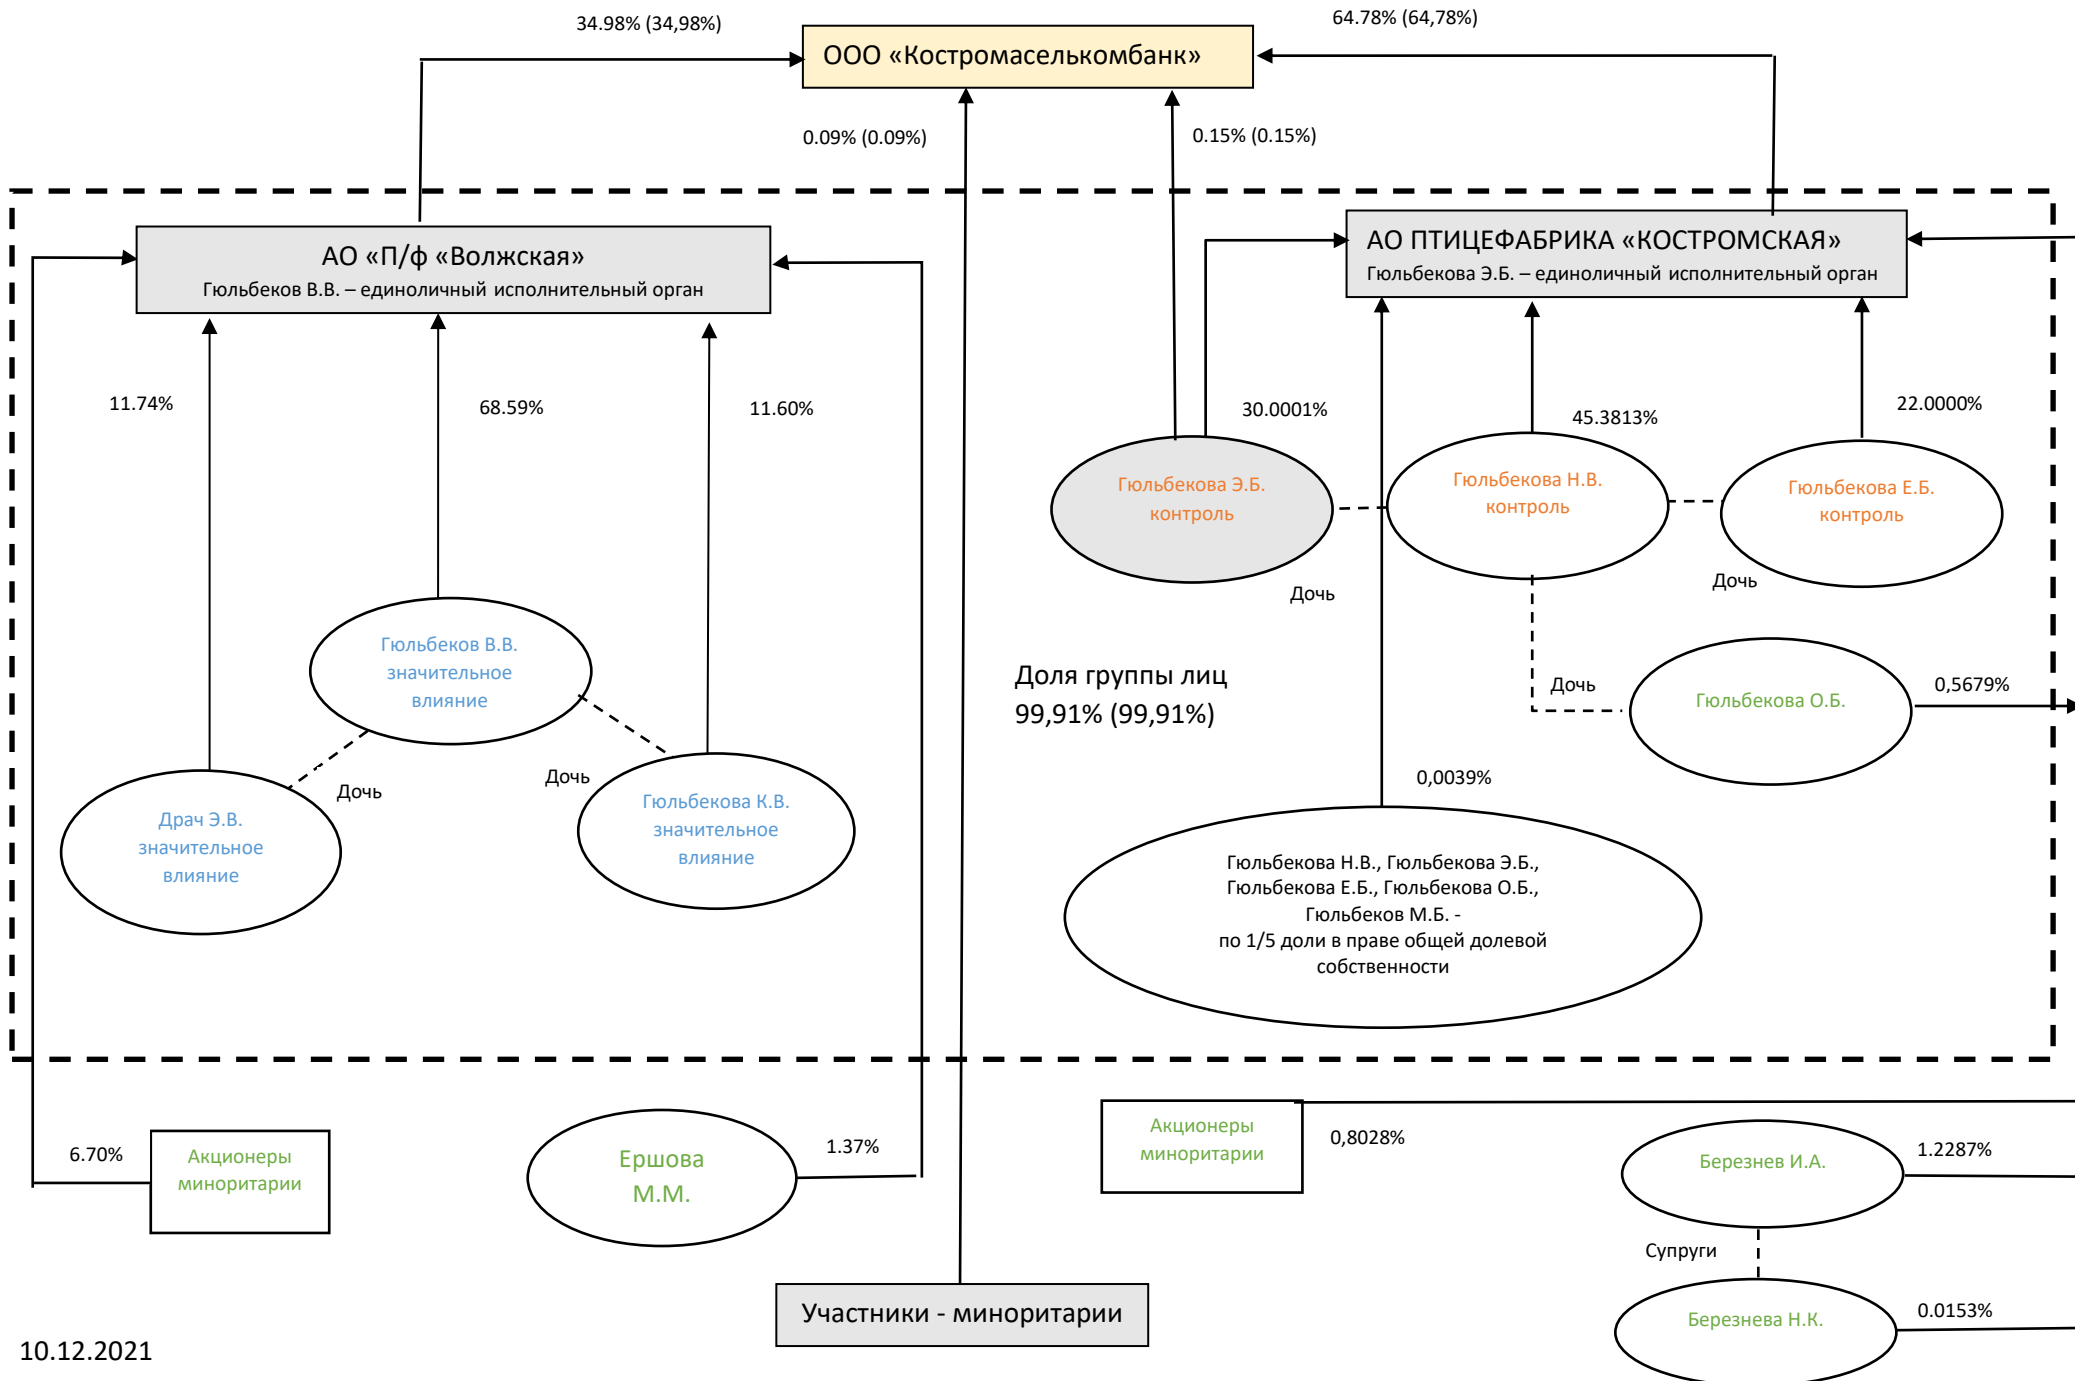 34.98% (34,98%)
64.78% (64,78%)
ООО «Костромаселькомбанк»
0.09% (0.09%)
0.15% (0.15%)
АО «П/ф «Волжская»
Гюльбеков В.В. – единоличный исполнительный орган
АО ПТИЦЕФАБРИКА «КОСТРОМСКАЯ»
Гюльбекова Э.Б. – единоличный исполнительный орган
11.74%
68.59%
11.60%
30.0001%
45.3813%
22.0000%
Гюльбекова Э.Б.
контроль
Гюльбекова Н.В.
контроль
Гюльбекова Е.Б.
контроль
Дочь
Дочь
Гюльбеков В.В.
значительное
влияние
Доля группы лиц
99,91% (99,91%)
Дочь
Гюльбекова О.Б.
0,5679%
Дочь
Дочь
0,0039%
Драч Э.В.
значительное
влияние
Гюльбекова К.В.
значительное
влияние
Гюльбекова Н.В., Гюльбекова Э.Б.,
Гюльбекова Е.Б., Гюльбекова О.Б.,
Гюльбеков М.Б. -
по 1/5 доли в праве общей долевой
собственности
6.70%
Акционеры
миноритарии
Ершова
М.М.
1.37%
Акционеры
миноритарии
0,8028%
Березнев И.А.
1.2287%
Супруги
Участники - миноритарии
Березнева Н.К.
0.0153%
10.12.2021